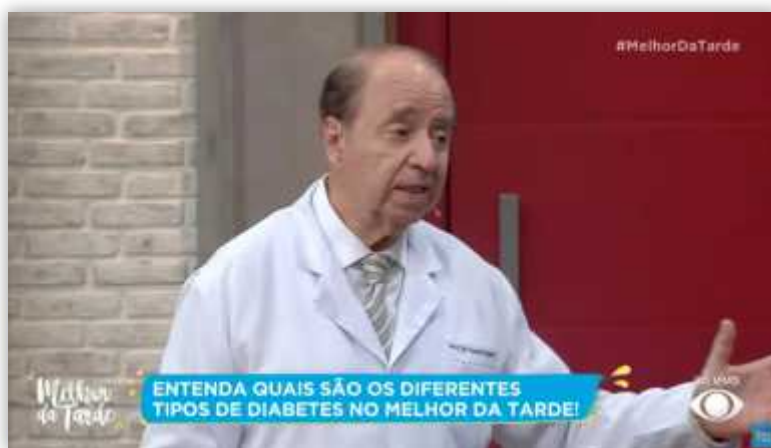 #MelhorDaTarde
Melhor
da Tarde
ENTENDA QUAIS SÃO OS DIFERENTES
TIPOS DE DIABETES NO MELHOR DA TARDE!